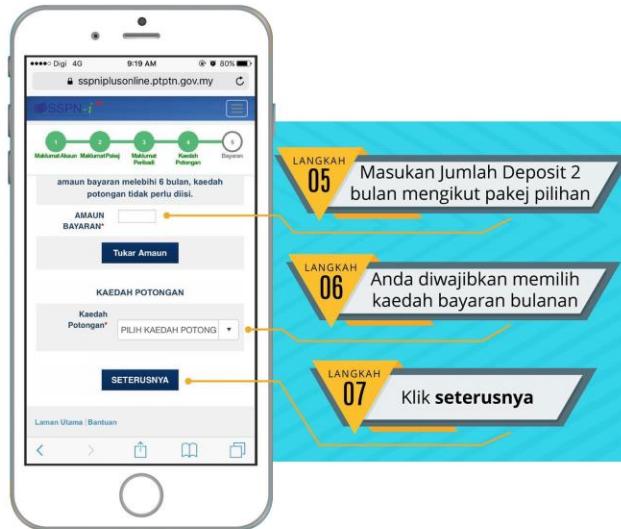 Digi 4G 9:19 AM 80%
sspniplusonline.ptptn.gov.my
SSPN-i
1 2 3 4 5
Maklumat Akaun Maklumat Pakej Maklumat Peribadi Kaedah Potongan Bayaran
amaun bayaran melebihi 6 bulan, kaedah
potongan tidak perlu diisi.
AMAUN
BAYARAN*
Tukar Amaun
KAEDAH POTONGAN
Kaedah
Potongan*
PILIH KAEDAH POTONG
SETERUSNYA
Laman Utama | Bantuan
LANGKAH
05
Masukan Jumlah Deposit 2
bulan mengikut pakej pilihan
LANGKAH
06
Anda diwajibkan memilih
kaedah bayaran bulanan
LANGKAH
07
Klik seterusnya